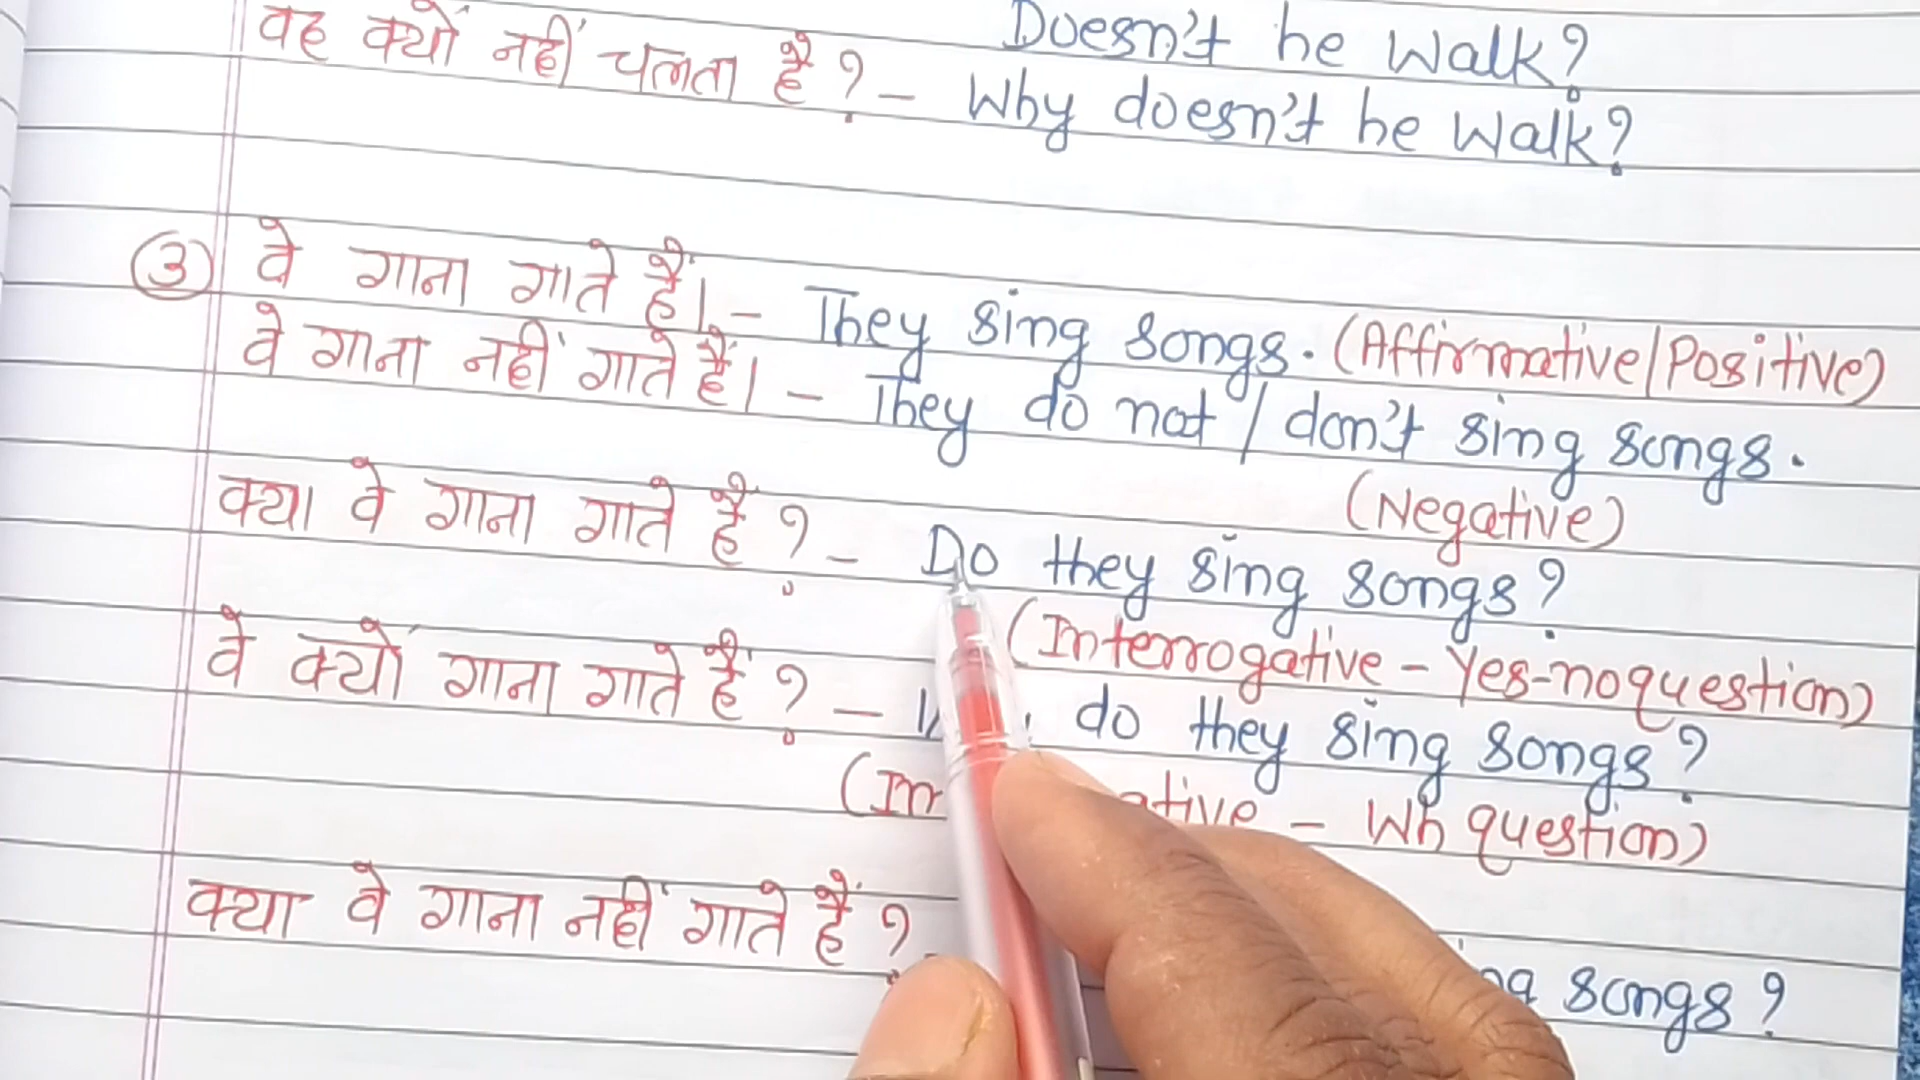 Doesn't he walk?
वह क्यों नहीं चलता है? - Why doesn't he walk?
③ वे गाना गाते हैं। - They sing songs. (Affirmative/Positive)
वे गाना नहीं गाते हैं। - They do not / don't sing songs.
(Negative)
क्या वे गाना गाते हैं? - Do they sing songs?
(Interrogative - Yes-no question)
वे क्यों गाना गाते हैं? - do they sing songs?
- Wh question)
क्या वे गाना नहीं गाते हैं? songs?